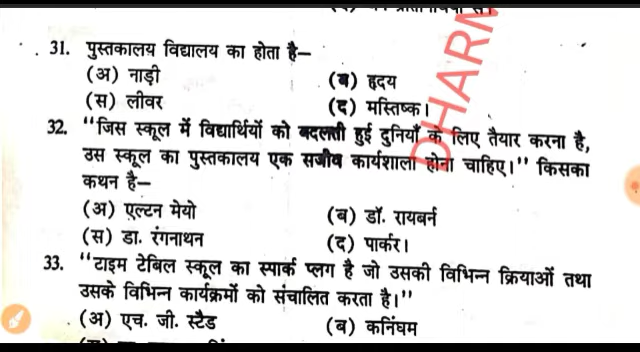 31. पुस्तकालय विद्यालय का होता है–
(अ) नाड़ी (ब) हृदय
(स) लीवर (द) मस्तिष्क।
32. “जिस स्कूल में विद्यार्थियों को बदलती हुई दुनियाँ के लिए तैयार करना है,
उस स्कूल का पुस्तकालय एक सजीव कार्यशाला होना चाहिए।” किसका
कथन है–
(अ) एल्टन मेयो (ब) डॉ. रायबर्न
(स) डा. रंगनाथन (द) पार्कर।
33. “टाइम टेबिल स्कूल का स्पार्क प्लग है जो उसकी विभिन्न क्रियाओं तथा
उसके विभिन्न कार्यक्रमों को संचालित करता है।”
(अ) एच. जी. स्टैड (ब) कनिंघम
DHARM